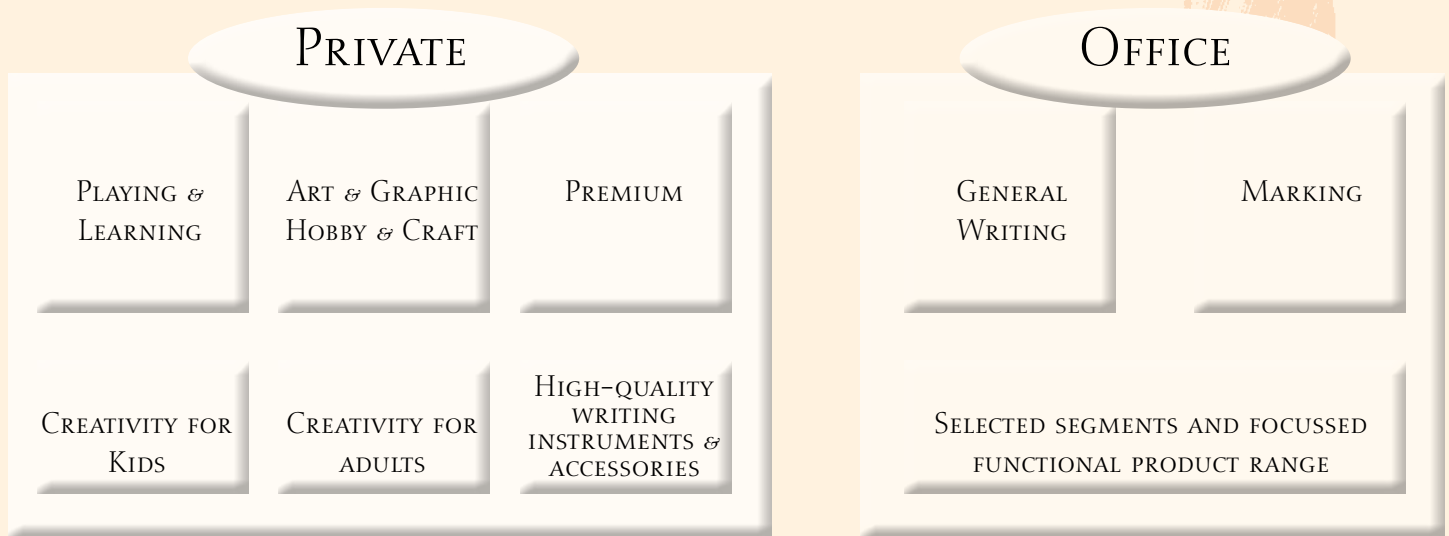 Private
Playing &
Learning
Art & Graphic
Hobby & Craft
Premium
Creativity for
Kids
Creativity for
adults
High-quality
writing
instruments &
accessories
Office
General
Writing
Marking
Selected segments and focussed
functional product range